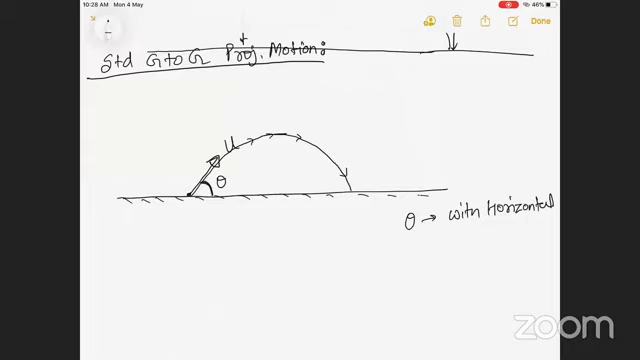 10:28 AM Mon 4 May
46%
Done
Std G to G Proj. Motion:
u
θ
θ → with Horizontal
zoom